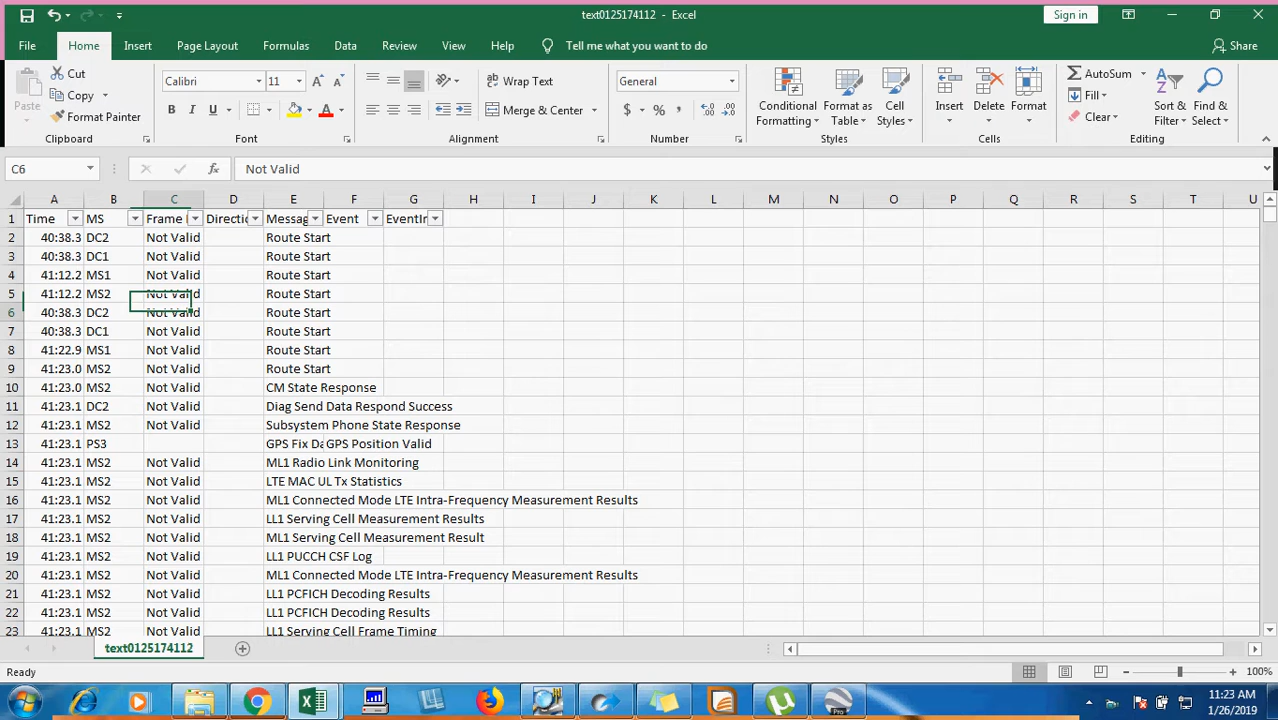 text0125174112 - Excel
Sign in
File Home Insert Page Layout Formulas Data Review View Help Tell me what you want to do Share
Paste
Cut
Copy
Format Painter
Clipboard
Calibri 11
B I U
A
Font
Wrap Text
Merge & Center
Alignment
General
$ % ,
Number
Conditional Formatting
Format as Table
Cell Styles
Styles
Insert
Delete
Format
Cells
AutoSum
Fill
Clear
Sort & Filter
Find & Select
Editing
C6 fx Not Valid
A B C D E F G H I J K L M N O P Q R S T U
1 Time MS Frame Directio Messag Event EventIn
2 40:38.3 DC2 Not Valid Route Start
3 40:38.3 DC1 Not Valid Route Start
4 41:12.2 MS1 Not Valid Route Start
5 41:12.2 MS2 Not Valid Route Start
6 40:38.3 DC2 Not Valid Route Start
7 40:38.3 DC1 Not Valid Route Start
8 41:22.9 MS1 Not Valid Route Start
9 41:23.0 MS2 Not Valid Route Start
10 41:23.0 MS2 Not Valid CM State Response
11 41:23.1 DC2 Not Valid Diag Send Data Respond Success
12 41:23.1 MS2 Not Valid Subsystem Phone State Response
13 41:23.1 PS3 GPS Fix Da GPS Position Valid
14 41:23.1 MS2 Not Valid ML1 Radio Link Monitoring
15 41:23.1 MS2 Not Valid LTE MAC UL Tx Statistics
16 41:23.1 MS2 Not Valid ML1 Connected Mode LTE Intra-Frequency Measurement Results
17 41:23.1 MS2 Not Valid LL1 Serving Cell Measurement Results
18 41:23.1 MS2 Not Valid ML1 Serving Cell Measurement Result
19 41:23.1 MS2 Not Valid LL1 PUCCH CSF Log
20 41:23.1 MS2 Not Valid ML1 Connected Mode LTE Intra-Frequency Measurement Results
21 41:23.1 MS2 Not Valid LL1 PCFICH Decoding Results
22 41:23.1 MS2 Not Valid LL1 PCFICH Decoding Results
23 41:23.1 MS2 Not Valid LL1 Serving Cell Frame Timing
text0125174112
Ready
100%
Pro
11:23 AM
1/26/2019